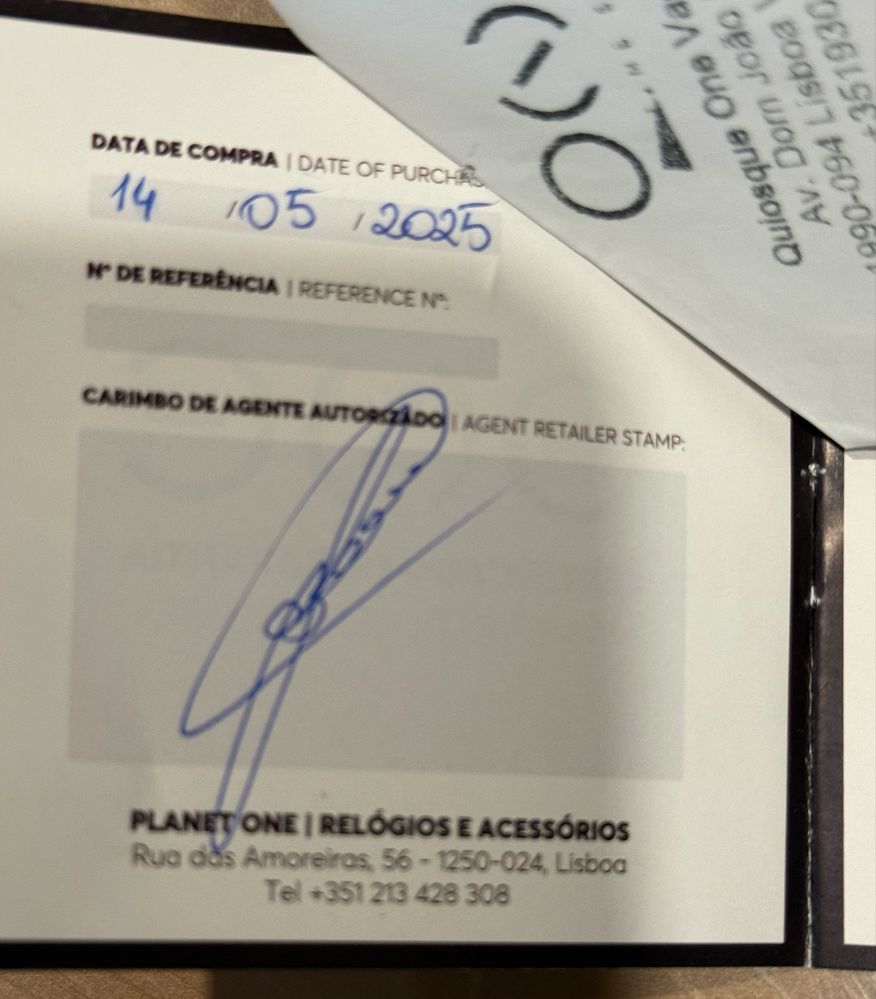 DATA DE COMPRA | DATE OF PURCHAS
14 / 05 / 2025
Nº DE REFERÊNCIA | REFERENCE Nº:
CARIMBO DE AGENTE AUTORIZADO | AGENT RETAILER STAMP:
PLANET ONE | RELÓGIOS E ACESSÓRIOS
Rua das Amoreiras, 56 - 1250-024, Lisboa
Tel +351 213 428 308
Quiosque One Va
Av. Dom João
1990-094 Lisboa
+351930